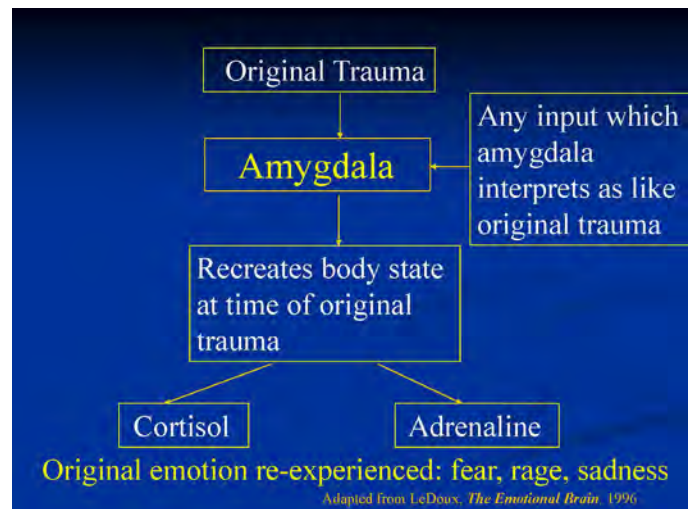 Original Trauma
Any input which
amygdala
interprets as like
original trauma
Amygdala
Recreates body state
at time of original
trauma
Cortisol
Adrenaline
Original emotion re-experienced: fear, rage, sadness
Adapted from LeDoux, The Emotional Brain, 1996